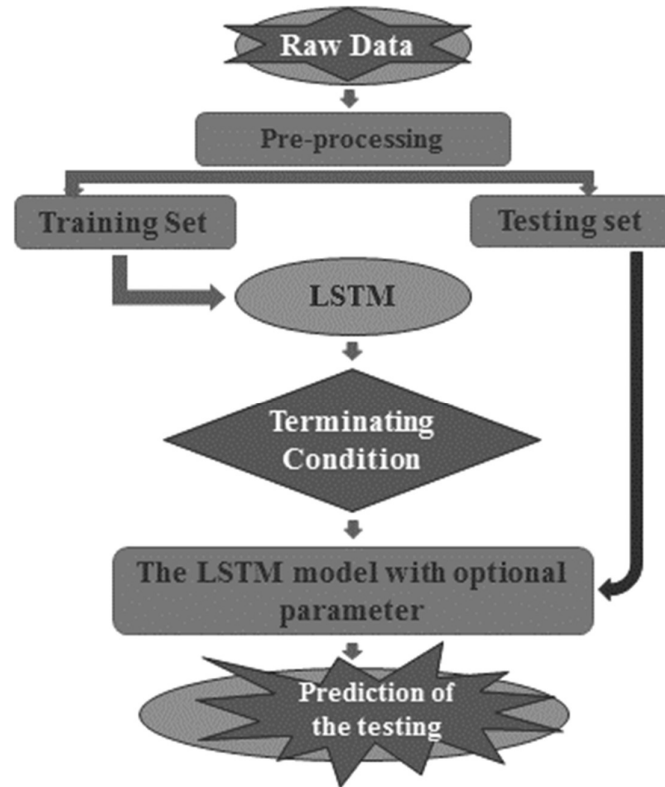 Raw Data
Pre-processing
Training Set
Testing set
LSTM
Terminating
Condition
The LSTM model with optional
parameter
Prediction of
the testing